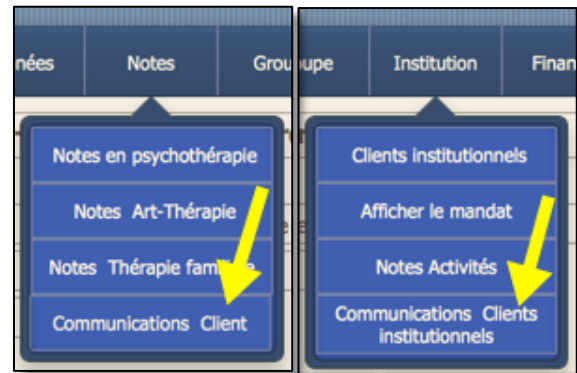 nées Notes Grou
Notes en psychothérapie
Notes Art-Thérapie
Notes Thérapie
Communications Client
upe Institution Finan
Clients institutionnels
Afficher le mandat
Notes Activités
Communications Clients
institutionnels